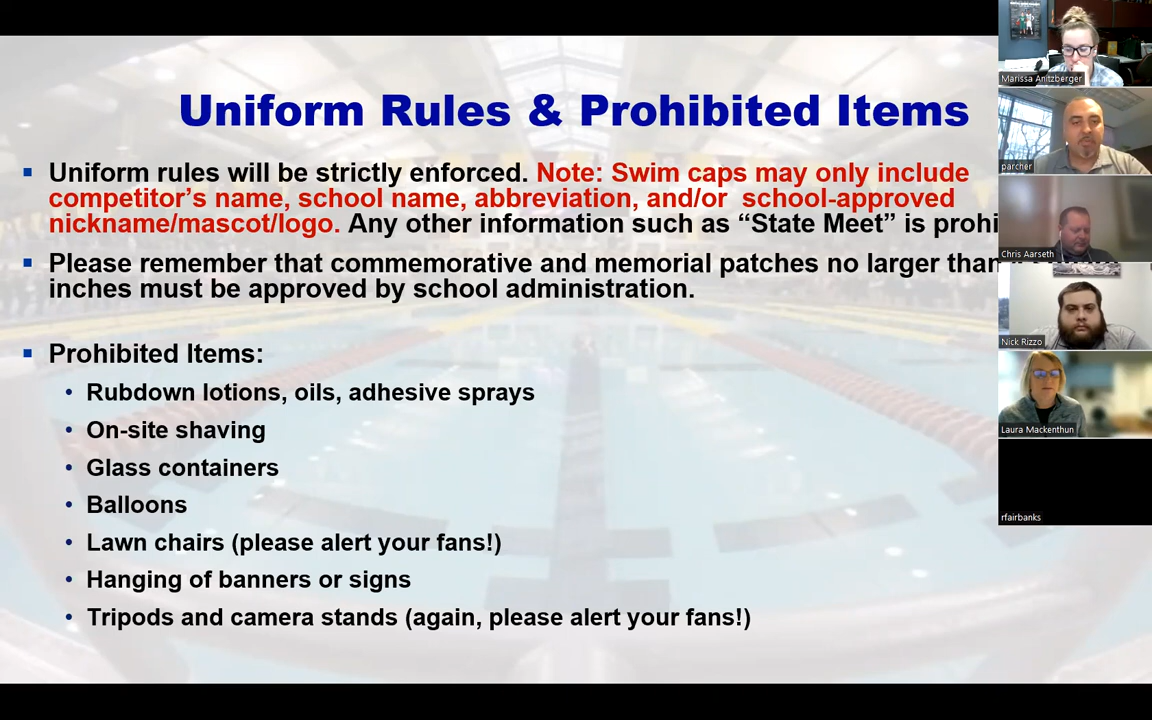 Uniform Rules & Prohibited Items
▪ Uniform rules will be strictly enforced. Note: Swim caps may only include
competitor’s name, school name, abbreviation, and/or school-approved
nickname/mascot/logo. Any other information such as “State Meet” is prohi
▪ Please remember that commemorative and memorial patches no larger than
inches must be approved by school administration.
▪ Prohibited Items:
• Rubdown lotions, oils, adhesive sprays
• On-site shaving
• Glass containers
• Balloons
• Lawn chairs (please alert your fans!)
• Hanging of banners or signs
• Tripods and camera stands (again, please alert your fans!)
Marissa Anitzberger
parcher
Chris Aarseth
Nick Rizzo
Laura Mackenthun
rfairbanks